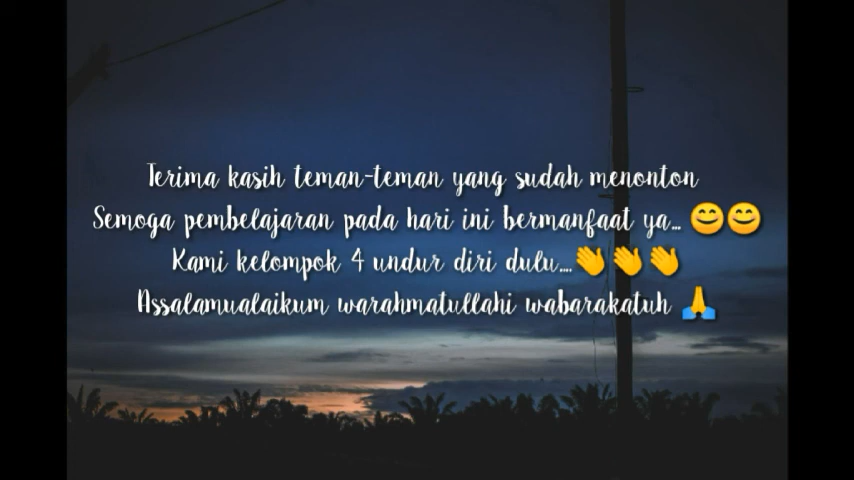 Terima kasih teman-teman yang sudah menonton
Semoga pembelajaran pada hari ini bermanfaat ya... 😊😊
Kami kelompok 4 undur diri dulu....👏👏👏
Assalamualaikum warahmatullahi wabarakatuh 🙏